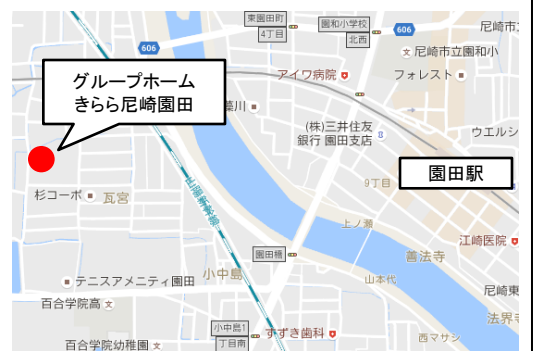 東園田町
4丁目
園和小学校
北西
606
606
尼崎市
尼崎市立園和小
アイワ病院
フォレスト
グループホーム
きらら尼崎園田
藻川
(株)三井住友
銀行 園田支店
ウエルシ
園田駅
9丁目
杉コーポ
瓦宮
上ノ瀬
江崎病院
園田橋
善法寺
小中島
山本代
テニスアメニティ園田
尼崎東
百合学院高
法界寺
小中島1
丁目南
すずき歯科
西マサシ
百合学院幼稚園